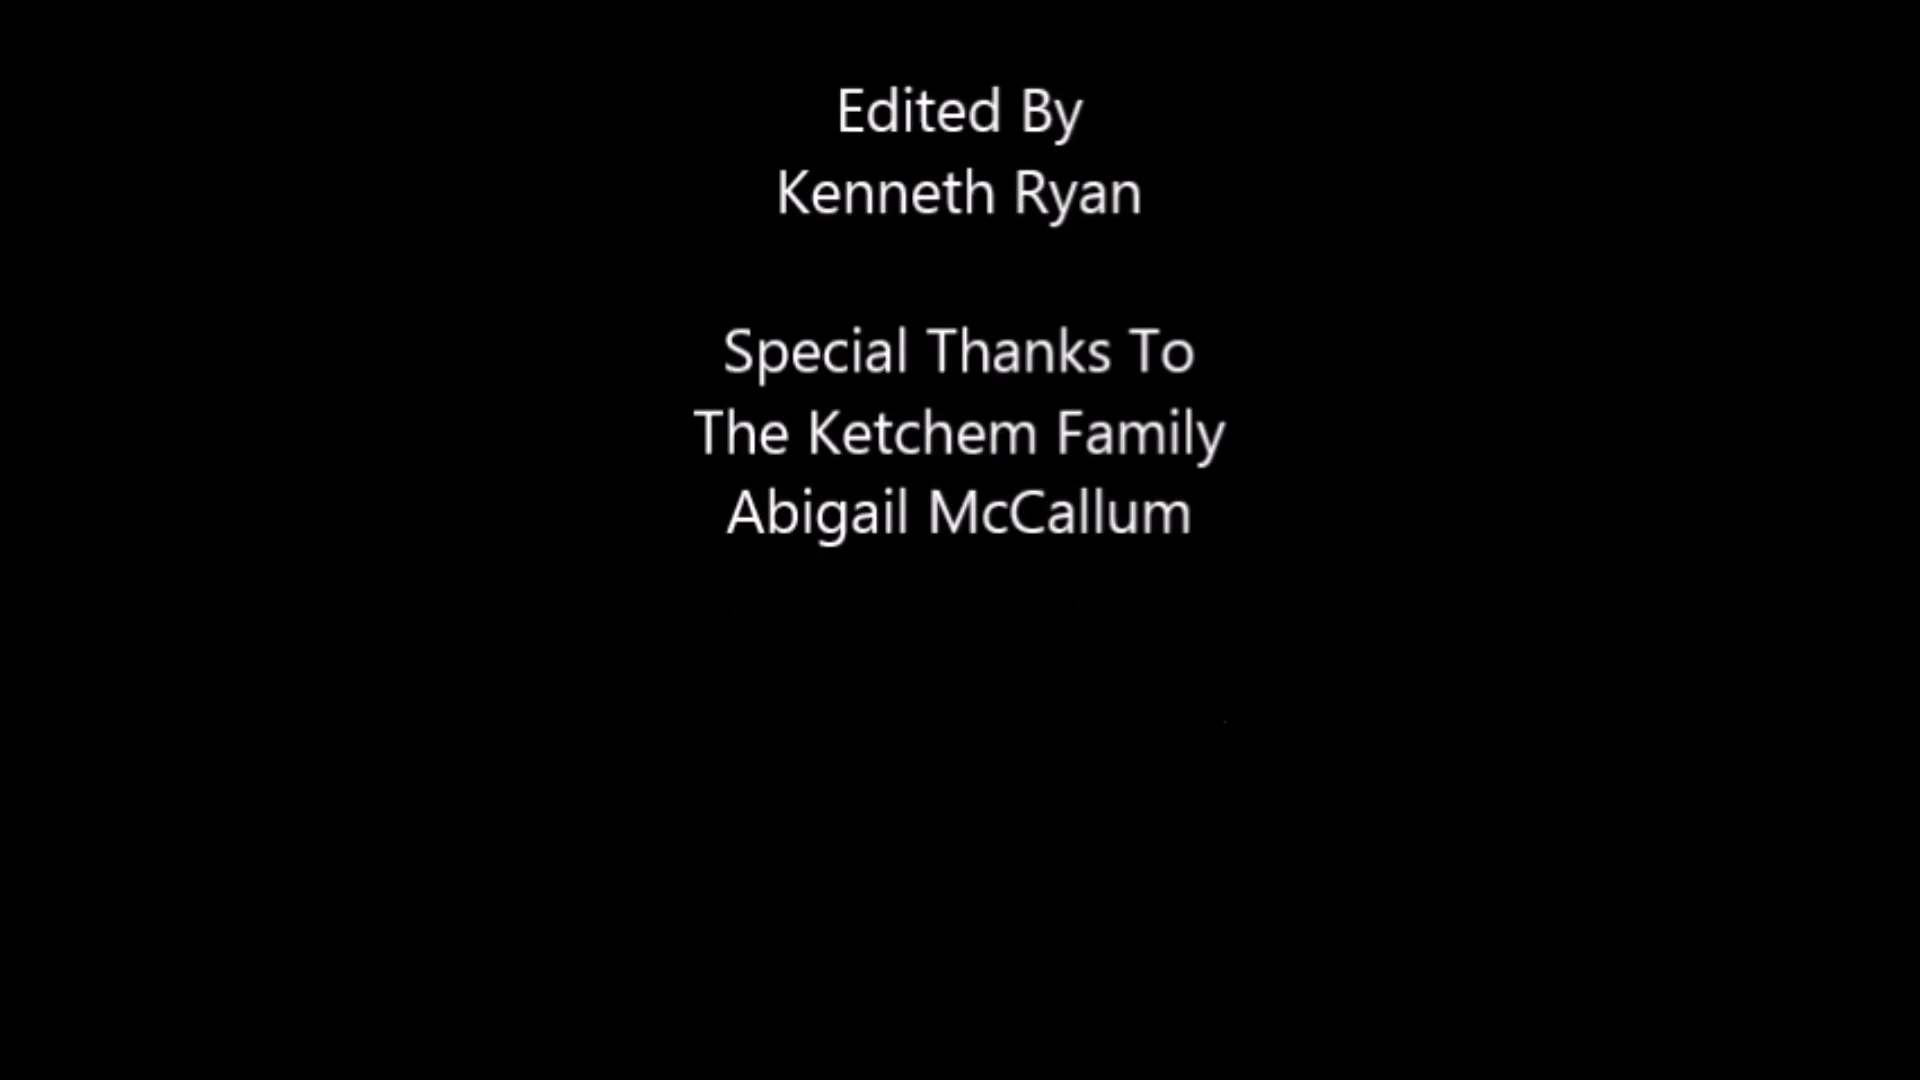 Edited By
Kenneth Ryan
Special Thanks To
The Ketchem Family
Abigail McCallum